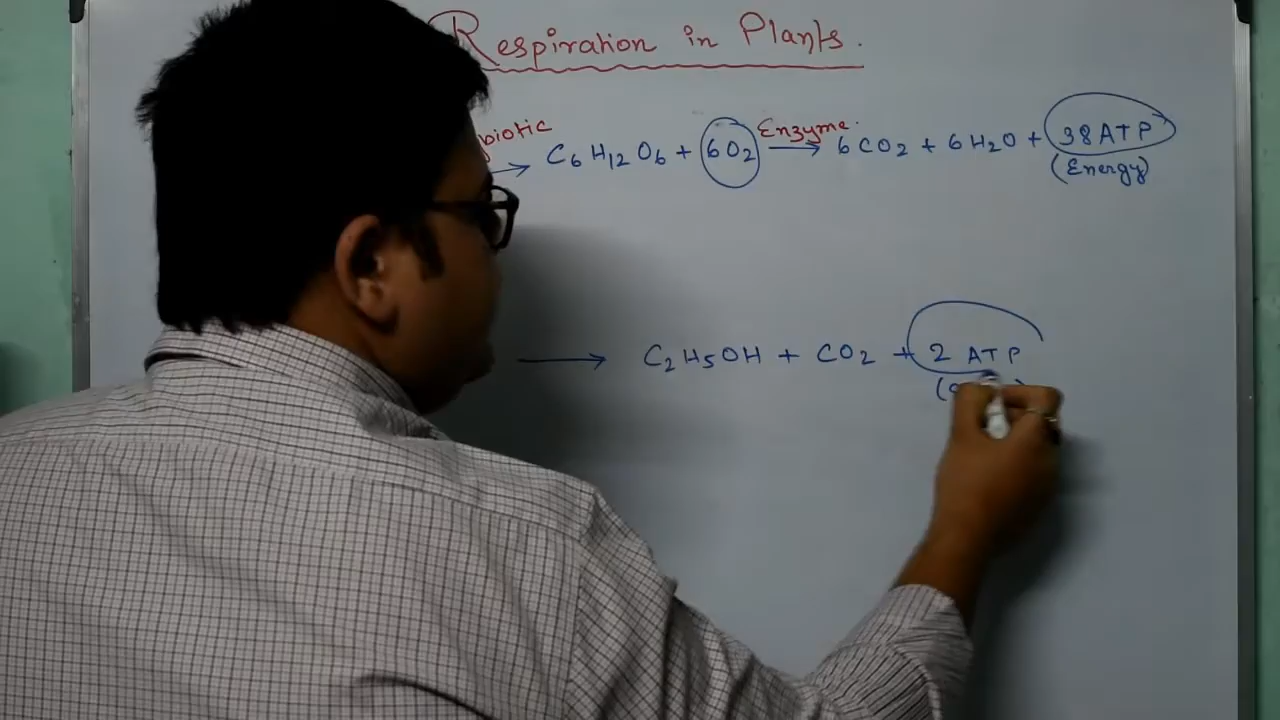 Respiration in Plants.
Enzyme.
C6H12O6 + 6O2 → 6CO2 + 6H2O + 38ATP
(Energy)
→ C2H5OH + CO2 + 2 ATP